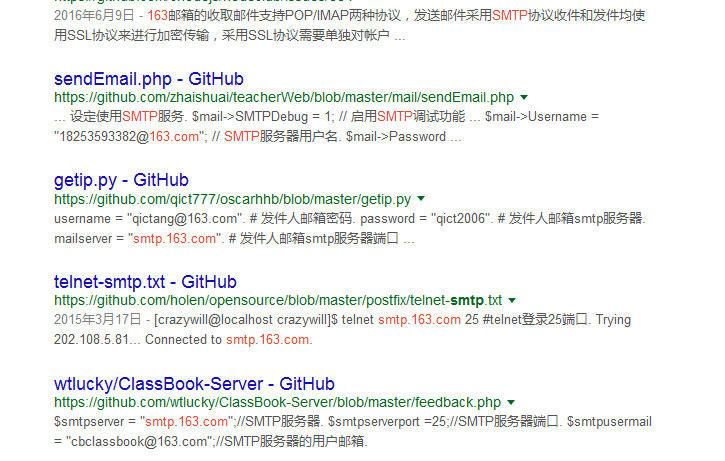 2016年6月9日 - 163邮箱的收取邮件支持POP/IMAP两种协议，发送邮件采用SMTP协议收件和发件均使
用SSL协议来进行加密传输，采用SSL协议需要单独对帐户 ...
sendEmail.php - GitHub
https://github.com/zhaishuai/teacherWeb/blob/master/mail/sendEmail.php
... 设定使用SMTP服务. $mail->SMTPDebug = 1; // 启用SMTP调试功能 ... $mail->Username =
"18253593382@163.com"; // SMTP服务器用户名. $mail->Password ...
getip.py - GitHub
https://github.com/qict777/oscarhhb/blob/master/getip.py
username = "qictang@163.com". # 发件人邮箱密码. password = "qict2006". # 发件人邮箱smtp服务器.
mailserver = "smtp.163.com". # 发件人邮箱smtp服务器端口 ...
telnet-smtp.txt - GitHub
https://github.com/holen/opensource/blob/master/postfix/telnet-smtp.txt
2015年3月17日 - [crazywill@localhost crazywill]$ telnet smtp.163.com 25 #telnet登录25端口. Trying
202.108.5.81... Connected to smtp.163.com.
wtlucky/ClassBook-Server - GitHub
https://github.com/wtlucky/ClassBook-Server/blob/master/feedback.php
$smtpserver = "smtp.163.com";//SMTP服务器. $smtpserverport =25;//SMTP服务器端口. $smtpusermail
= "cbclassbook@163.com";//SMTP服务器的用户邮箱.